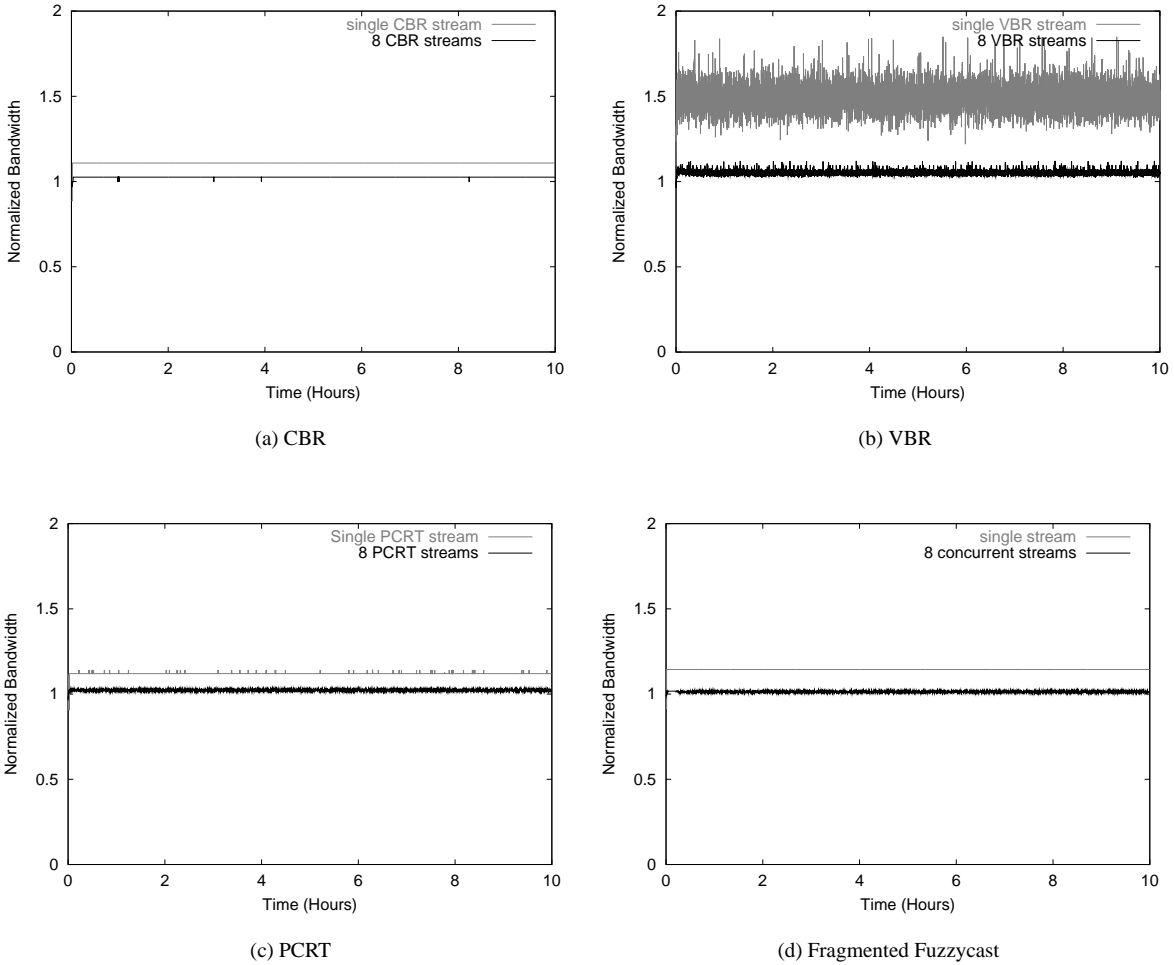 2
1.5
1
0.5
0
0 2 4 6 8 10
Normalized Bandwidth
Time (Hours)
single CBR stream
8 CBR streams
(a) CBR
2
1.5
1
0.5
0
0 2 4 6 8 10
Normalized Bandwidth
Time (Hours)
single VBR stream
8 VBR streams
(b) VBR
2
1.5
1
0.5
0
0 2 4 6 8 10
Normalized Bandwidth
Time (Hours)
Single PCRT stream
8 PCRT streams
(c) PCRT
2
1.5
1
0.5
0
0 2 4 6 8 10
Normalized Bandwidth
Time (Hours)
single stream
8 concurrent streams
(d) Fragmented Fuzzycast